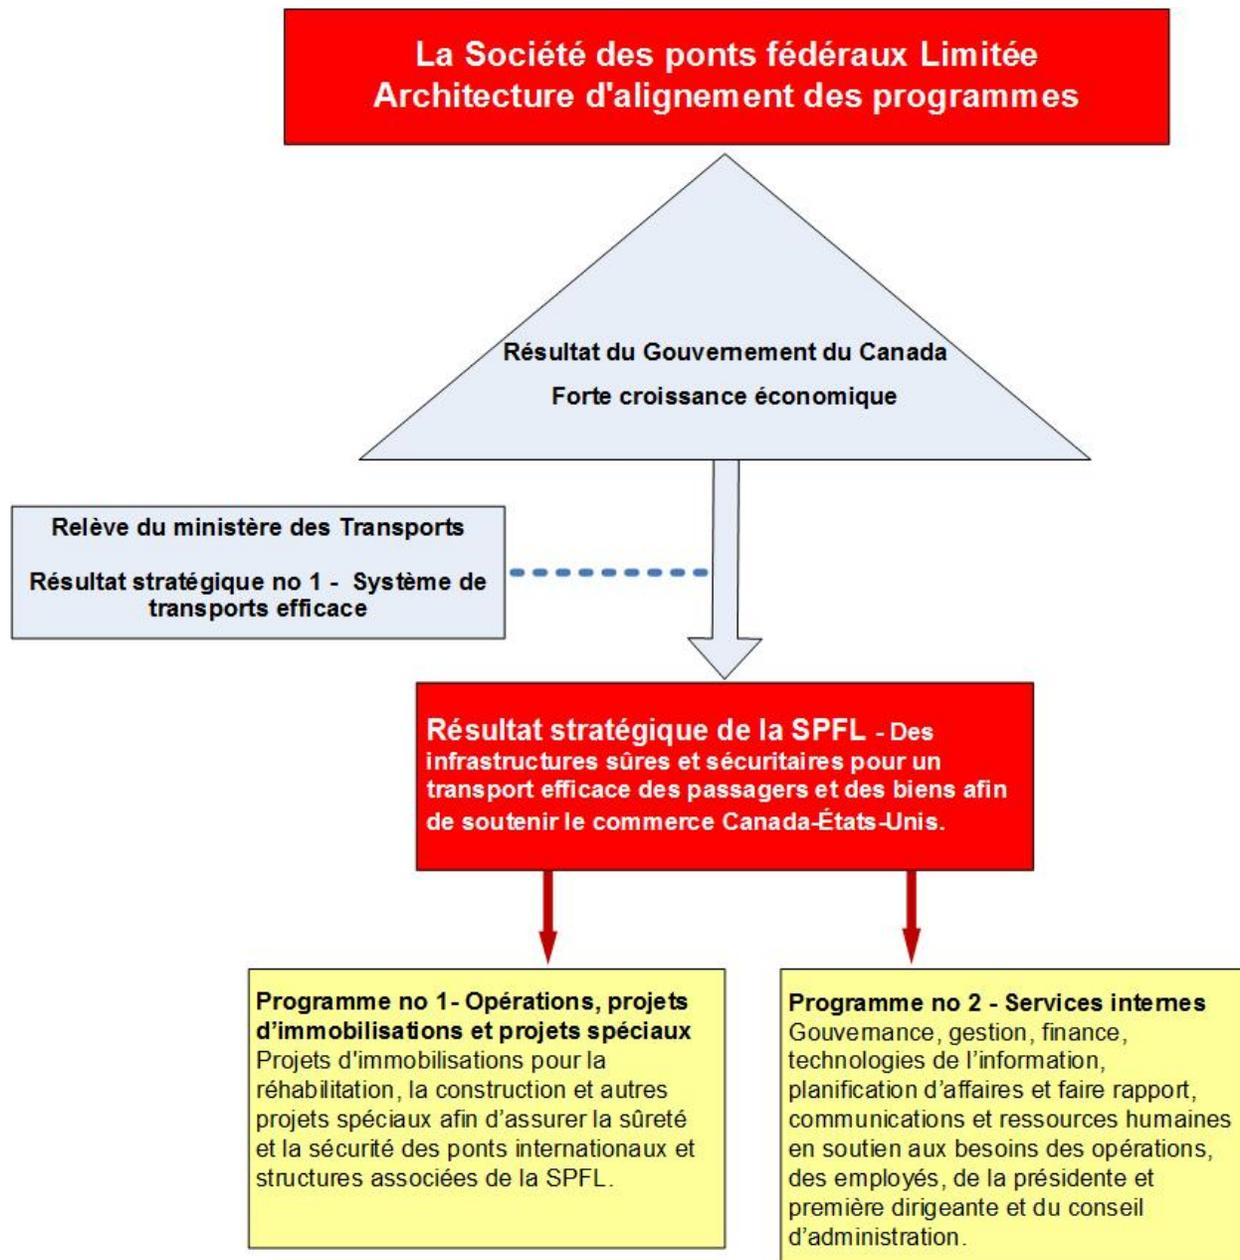 La Société des ponts fédéraux Limitée
Architecture d'alignement des programmes
Résultat du Gouvernement du Canada
Forte croissance économique
Relève du ministère des Transports
Résultat stratégique no 1 - Système de
transports efficace
Résultat stratégique de la SPFL - Des
infrastructures sûres et sécuritaires pour un
transport efficace des passagers et des biens afin
de soutenir le commerce Canada-États-Unis.
Programme no 1- Opérations, projets
d’immobilisations et projets spéciaux
Projets d'immobilisations pour la
réhabilitation, la construction et autres
projets spéciaux afin d’assurer la sûreté
et la sécurité des ponts internationaux et
structures associées de la SPFL.
Programme no 2 - Services internes
Gouvernance, gestion, finance,
technologies de l’information,
planification d’affaires et faire rapport,
communications et ressources humaines
en soutien aux besoins des opérations,
des employés, de la présidente et
première dirigeante et du conseil
d’administration.